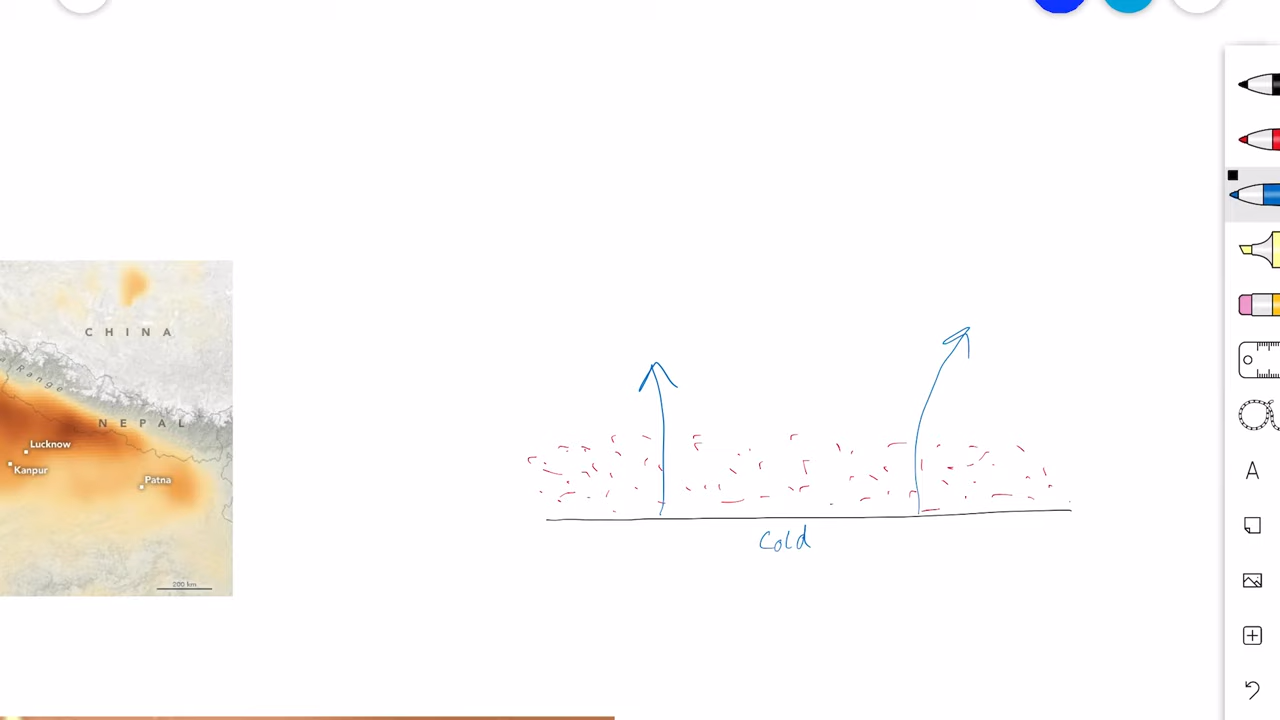 CHINA
Range
NEPAL
Lucknow
Kanpur
Patna
200 km
Cold
A